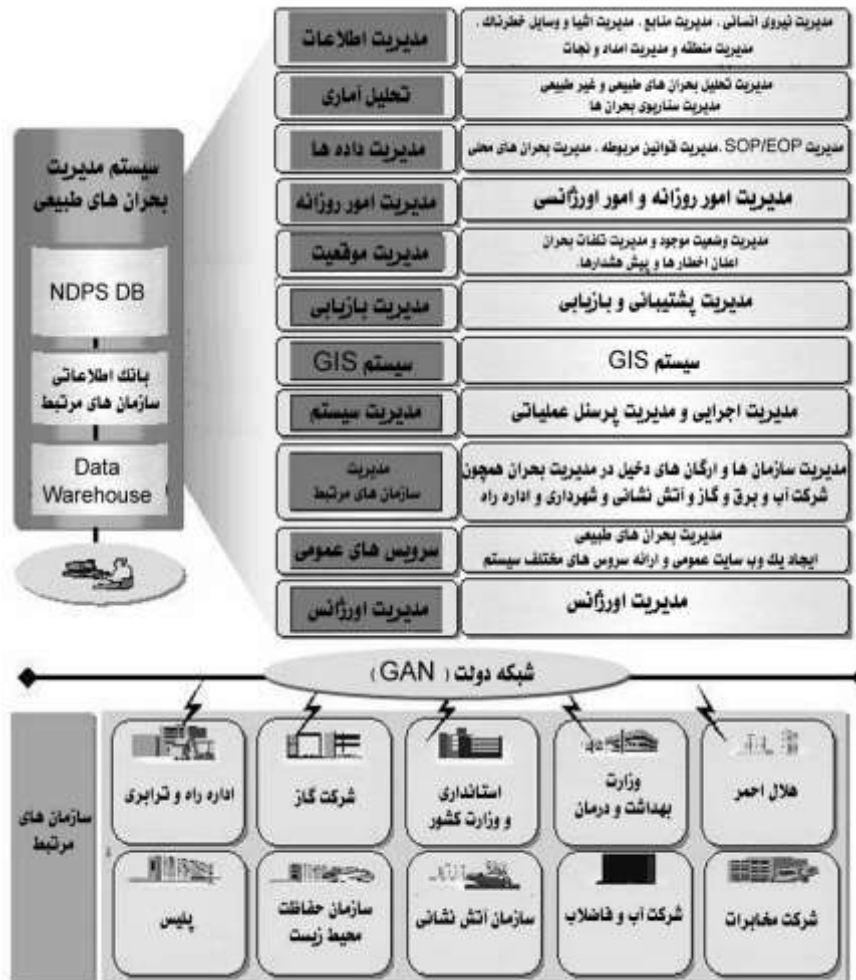 مدیریت اطلاعات
مدیریت نیروی انسانی ، مدیریت منابع ، مدیریت اشیا و وسایل خطرناک ،
مدیریت منطقه و مدیریت امداد و نجات
تحلیل آماری
مدیریت تحلیل بحران های طبیعی و غیر طبیعی
مدیریت سناریوی بحران ها
مدیریت داده ها
مدیریت SOP/EOP ،مدیریت قوانین مربوطه ، مدیریت بحران های محلی
مدیریت امور روزانه
مدیریت امور روزانه و امور اورژانسی
مدیریت موقعیت
مدیریت وضعیت موجود و مدیریت تلفات بحران
اعلان اخطار ها و پیش هشدارها.
مدیریت بازیابی
مدیریت پشتیبانی و بازیابی
سیستم GIS
سیستم GIS
مدیریت سیستم
مدیریت اجرایی و مدیریت پرسنل عملیاتی
مدیریت
سازمان های مرتبط
مدیریت سازمان ها و ارگان های دخیل در مدیریت بحران همچون
شرکت آب و برق و گاز و آتش نشانی و شهرداری و اداره راه
سرویس های عمومی
مدیریت بحران های طبیعی
ایجاد یک وب سایت عمومی و ارائه سروس های مختلف سیستم
مدیریت اورژانس
مدیریت اورژانس
سیستم مدیریت
بحران های طبیعی
NDPS DB
بانک اطلاعاتی
سازمان های مرتبط
Data
Warehouse
شبکه دولت ( GAN )
سازمان های
مرتبط
هلال احمر
وزارت
بهداشت و درمان
استانداری
و وزارت کشور
شرکت گاز
اداره راه و ترابری
شرکت مخابرات
شرکت آب و فاضلاب
سازمان آتش نشانی
سازمان حفاظت
محیط زیست
پلیس